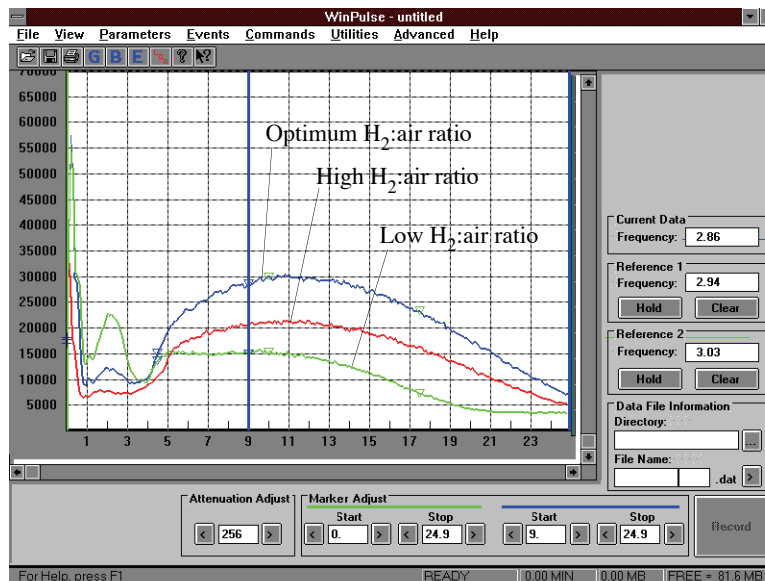 WinPulse - untitled
File View Parameters Events Commands Utilities Advanced Help
G B E ? ?
70000
65000
60000
55000
50000
45000
40000
35000
30000
25000
20000
15000
10000
5000
1 3 5 7 9 11 13 15 17 19 21 23
Optimum H2:air ratio
High H2:air ratio
Low H2:air ratio
Current Data
Frequency: 2.86
Reference 1
Frequency: 2.94
Hold Clear
Reference 2
Frequency: 3.03
Hold Clear
Data File Information
Directory:
...
File Name:
.dat >
Attenuation Adjust
< 256 >
Marker Adjust
Start Stop Start Stop
< 0. > < 24.9 > < 9. > < 24.9 >
Record
For Help, press F1 READY 0.00 MIN 0.00 MB FREE = 81.6 MB